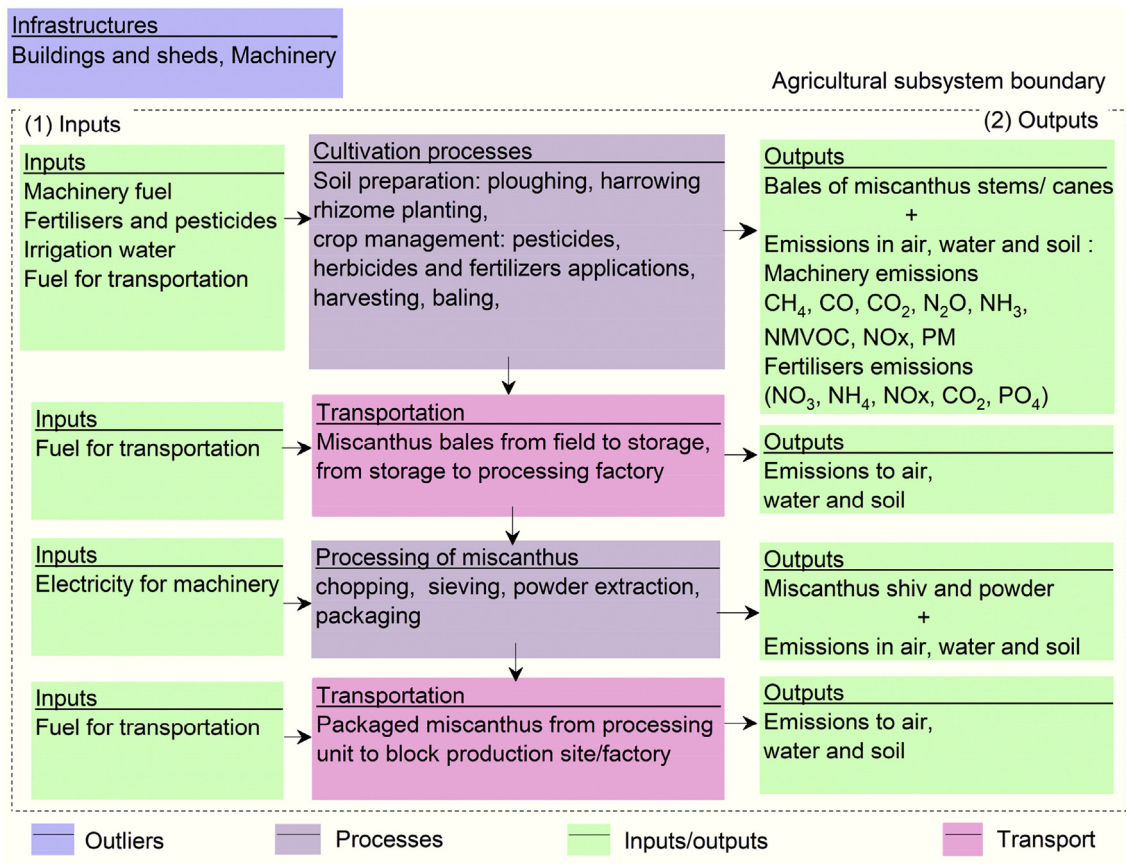 Infrastructures
Buildings and sheds, Machinery
Agricultural subsystem boundary
(1) Inputs
(2) Outputs
Inputs
Machinery fuel
Fertilisers and pesticides
Irrigation water
Fuel for transportation
Cultivation processes
Soil preparation: ploughing, harrowing
rhizome planting,
crop management: pesticides,
herbicides and fertilizers applications,
harvesting, baling,
Outputs
Bales of miscanthus stems/ canes
+
Emissions in air, water and soil :
Machinery emissions
CH₄, CO, CO₂, N₂O, NH₃,
NMVOC, NOx, PM
Fertilisers emissions
(NO₃, NH₄, NOx, CO₂, PO₄)
Inputs
Fuel for transportation
Transportation
Miscanthus bales from field to storage,
from storage to processing factory
Outputs
Emissions to air,
water and soil
Inputs
Electricity for machinery
Processing of miscanthus
chopping, sieving, powder extraction,
packaging
Outputs
Miscanthus shiv and powder
+
Emissions in air, water and soil
Inputs
Fuel for transportation
Transportation
Packaged miscanthus from processing
unit to block production site/factory
Outputs
Emissions to air,
water and soil
Outliers
Processes
Inputs/outputs
Transport